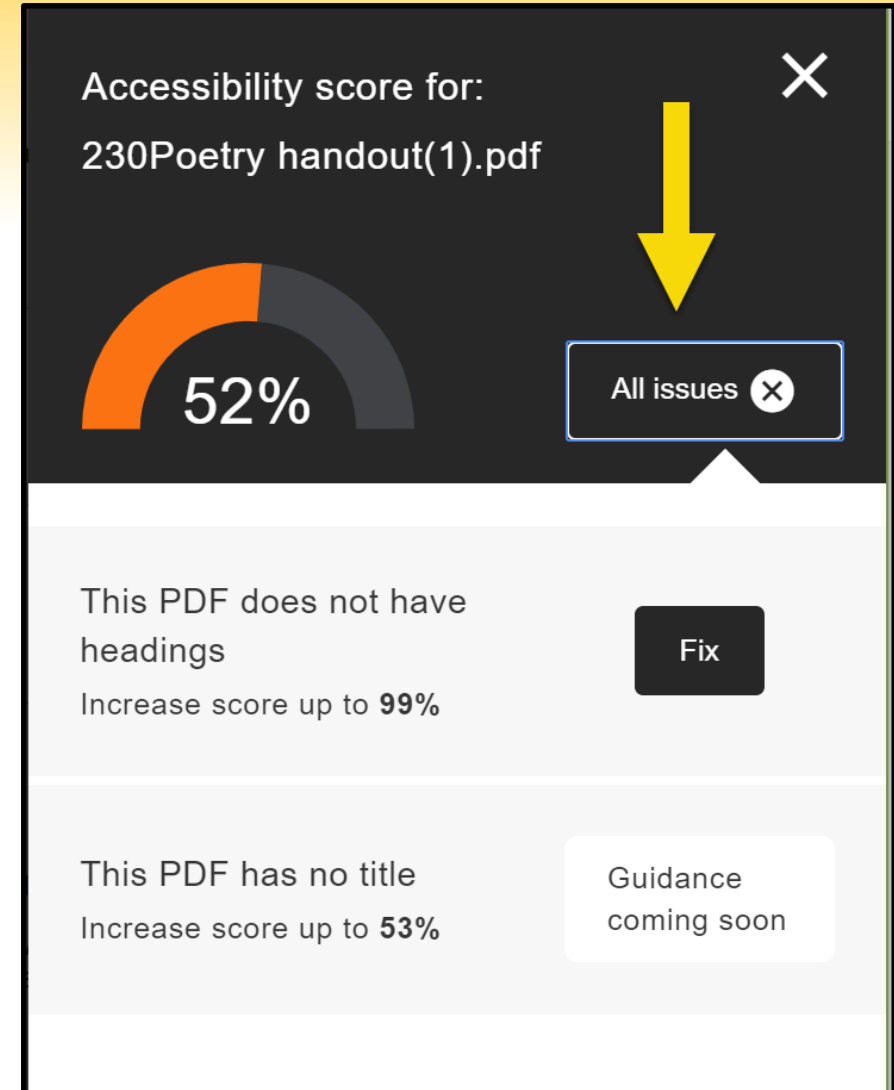 Accessibility score for:
230Poetry handout(1).pdf
52%
All issues
This PDF does not have
headings
Increase score up to 99%
Fix
This PDF has no title
Increase score up to 53%
Guidance
coming soon